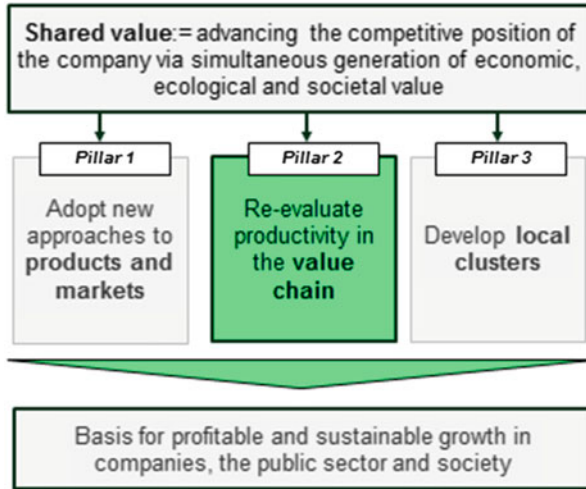 Shared value:= advancing the competitive position of
the company via simultaneous generation of economic,
ecological and societal value
Pillar 1
Pillar 2
Pillar 3
Adopt new
approaches to
products and
markets
Re-evaluate
productivity in
the value
chain
Develop local
clusters
Basis for profitable and sustainable growth in
companies, the public sector and society